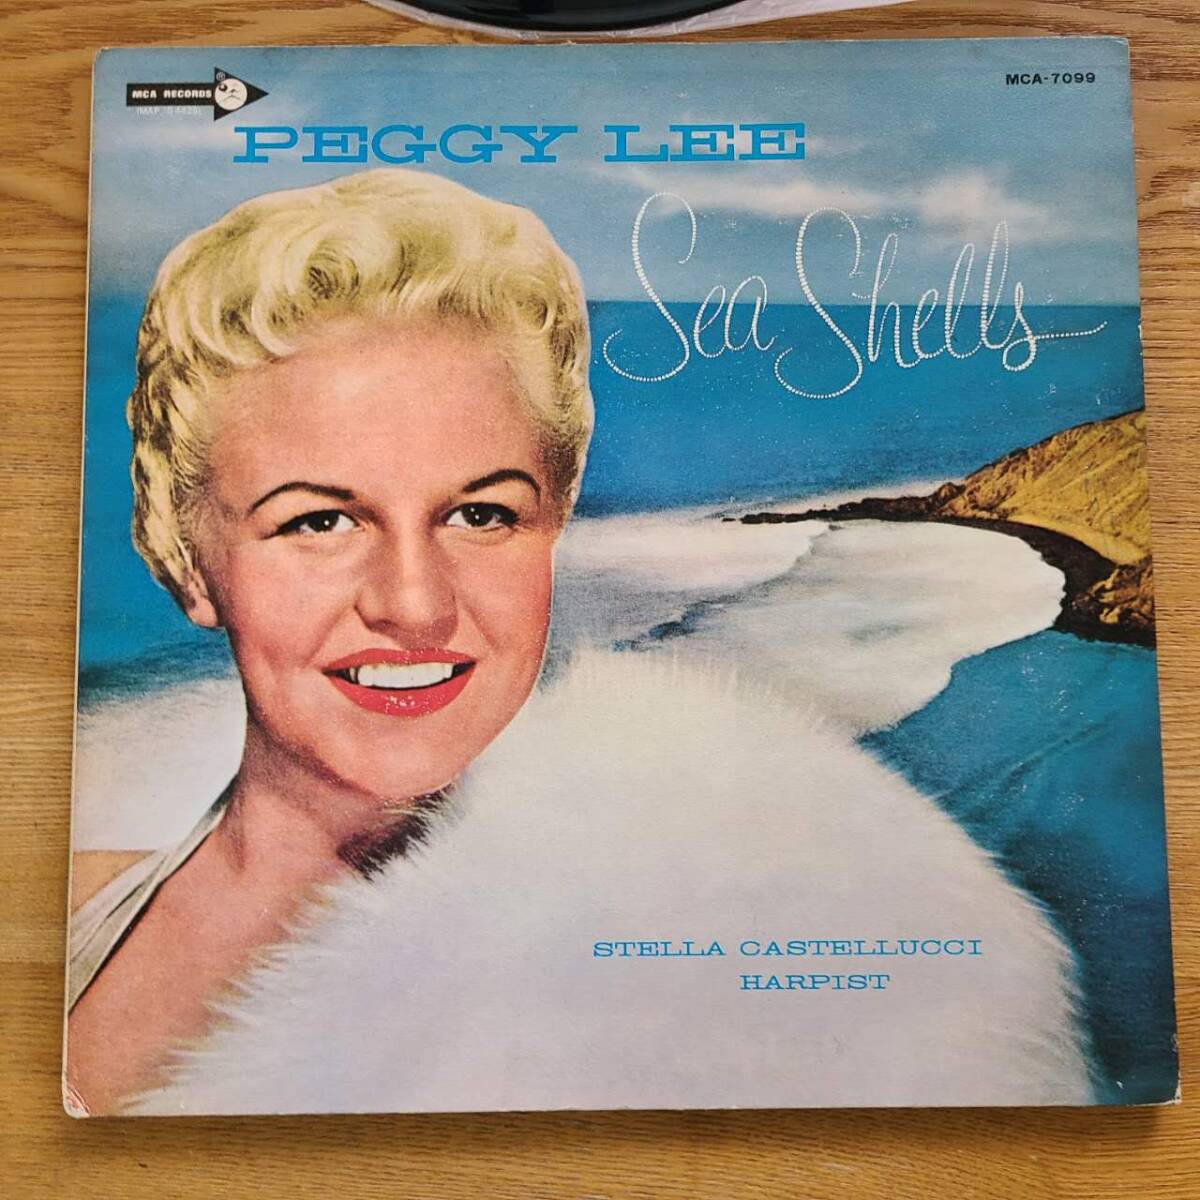 MCA RECORDS
MCA-7099
PEGGY LEE
Sea Shells
STELLA CASTELLUCCI
HARPIST